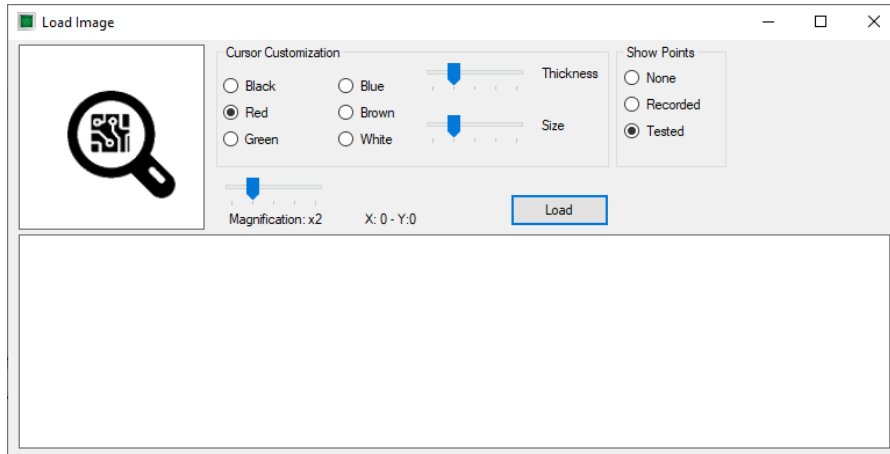 Load Image
Cursor Customization
Black
Red
Green
Blue
Brown
White
Thickness
Size
Show Points
None
Recorded
Tested
Magnification: x2
X: 0 - Y:0
Load